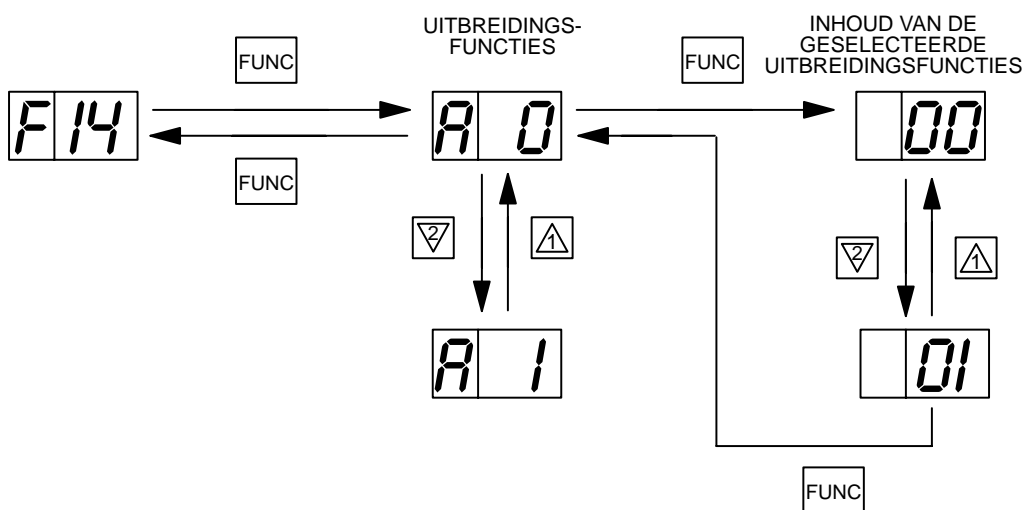 UITBREIDINGS-
FUNCTIES
INHOUD VAN DE
GESELECTEERDE
UITBREIDINGSFUNCTIES
FUNC
FUNC
F14
A 0
00
FUNC
2
1
2
1
A 1
01
FUNC